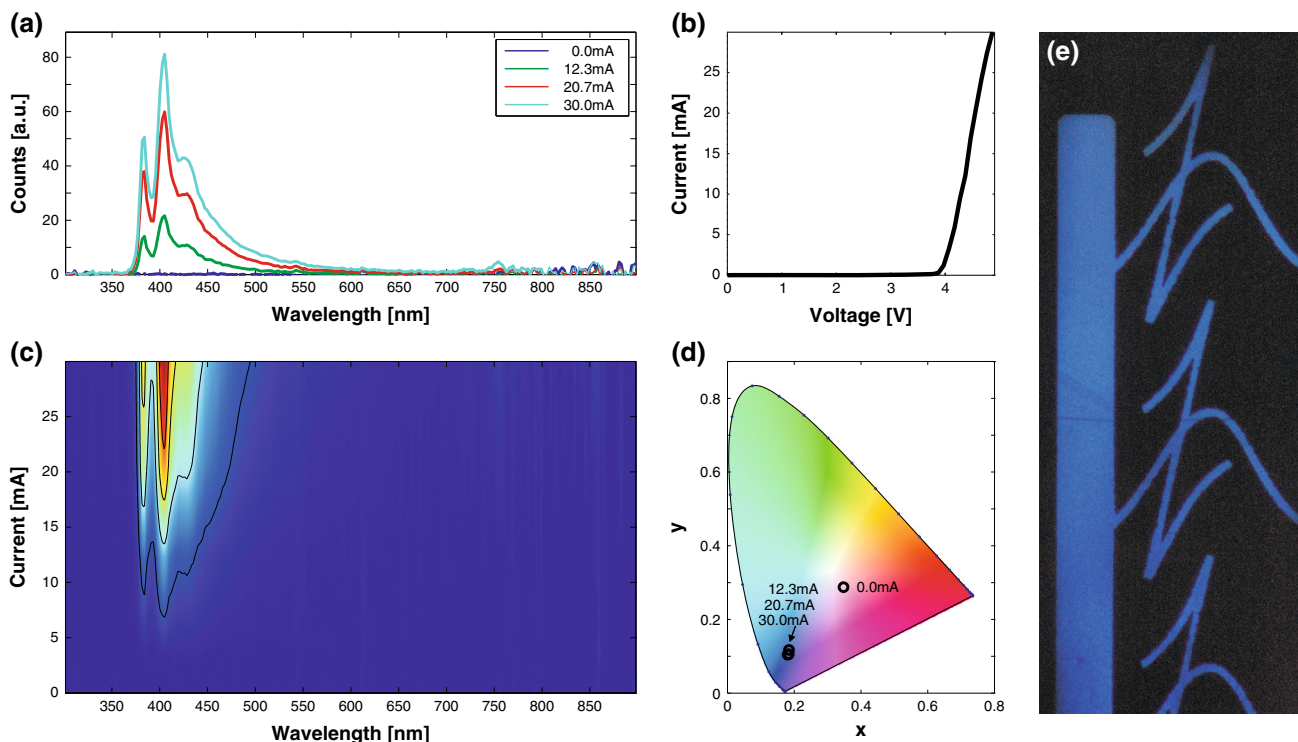 (a)
80
60
40
20
0
Counts [a.u.]
350 400 450 500 550 600 650 700 750 800 850
Wavelength [nm]
0.0mA
12.3mA
20.7mA
30.0mA
(b)
25
20
15
10
5
0
Current [mA]
0 1 2 3 4
Voltage [V]
(c)
25
20
15
10
5
0
Current [mA]
350 400 450 500 550 600 650 700 750 800 850
Wavelength [nm]
(d)
y
0.8
0.6
0.4
0.2
0
12.3mA
20.7mA
30.0mA
0.0mA
0 0.2 0.4 0.6 0.8
x
(e)